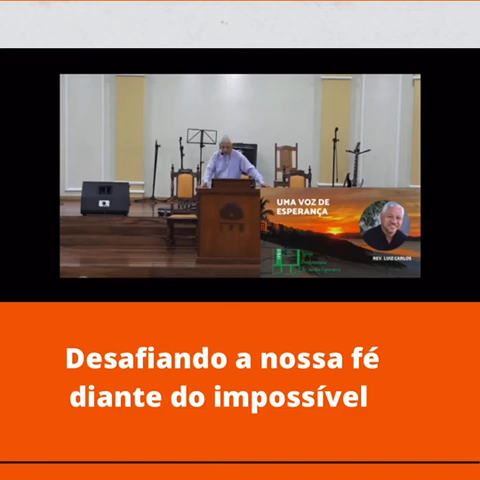 UMA VOZ DE
ESPERANÇA
REV. LUIZ CARLOS
Desafiando a nossa fé
diante do impossível